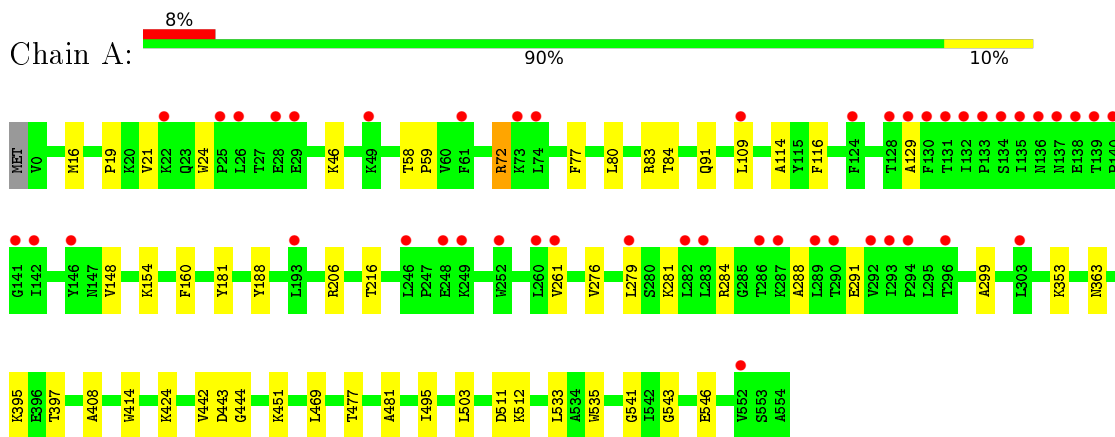 8%
Chain A:
90% 10%
MET V0 M16 P19 K20 V21 K22 Q23 W24 P25 L26 T27 E28 E29 K46 K49 T58 P59 V60 F61 R72 K73 L74 F77 L80 R83 T84 Q91 L109 A114 Y115 F116 F124 T128 A129 F130 T131 I132 P133 S134 I135 N136 N137 E138 T139
G141 I142 Y146 N147 V148 K154 F160 Y181 Y188 L193 R206 T216 L246 P247 E248 K249 W252 L260 V261 V276 L279 S280 K281 L282 L283 R284 G285 T286 K287 A288 L289 T290 E291 V292 I293 P294 L295 T296 A299 L303 K353 N363
K395 E396 T397 A408 W414 K424 V442 D443 G444 K451 L469 T477 A481 I495 L503 D511 K512 L533 A534 W535 G541 I542 G543 E546 V552 S553 A554